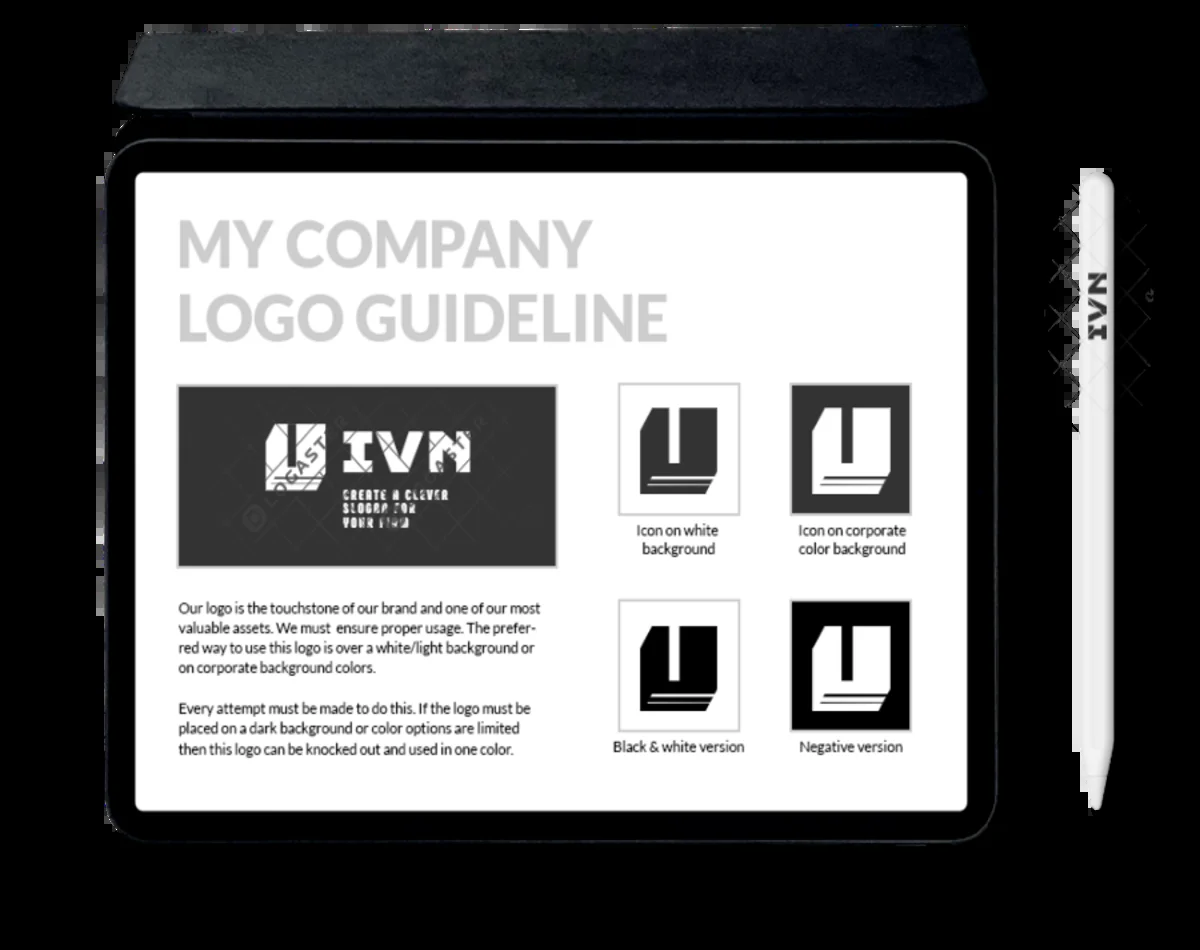 MY COMPANY
LOGO GUIDELINE
IVN
CREATE A CLEVER
SLOGAN FOR
YOUR FIRM
LOGASTER
Our logo is the touchstone of our brand and one of our most
valuable assets. We must ensure proper usage. The prefer-
red way to use this logo is over a white/light background or
on corporate background colors.
Every attempt must be made to do this. If the logo must be
placed on a dark background or color options are limited
then this logo can be knocked out and used in one color.
Icon on white
background
Icon on corporate
color background
Black & white version
Negative version
IVN